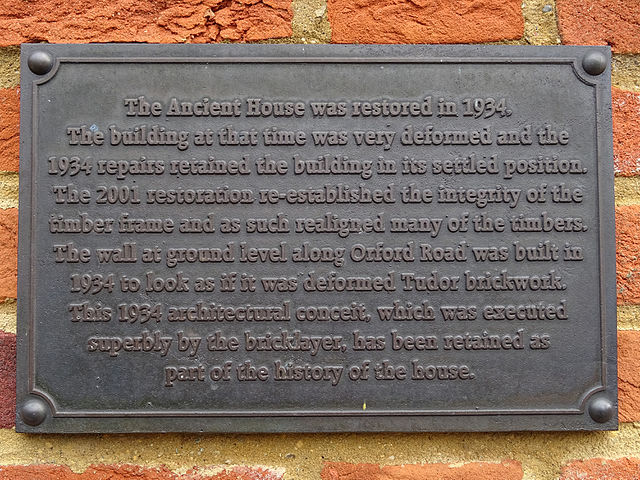 The Ancient House was restored in 1934.
The building at that time was very deformed and the
1934 repairs retained the building in its settled position.
The 2001 restoration re-established the integrity of the
timber frame and as such realigned many of the timbers.
The wall at ground level along Orford Road was built in
1934 to look as if it was deformed Tudor brickwork.
This 1934 architectural conceit, which was executed
superbly by the bricklayer, has been retained as
part of the history of the house.